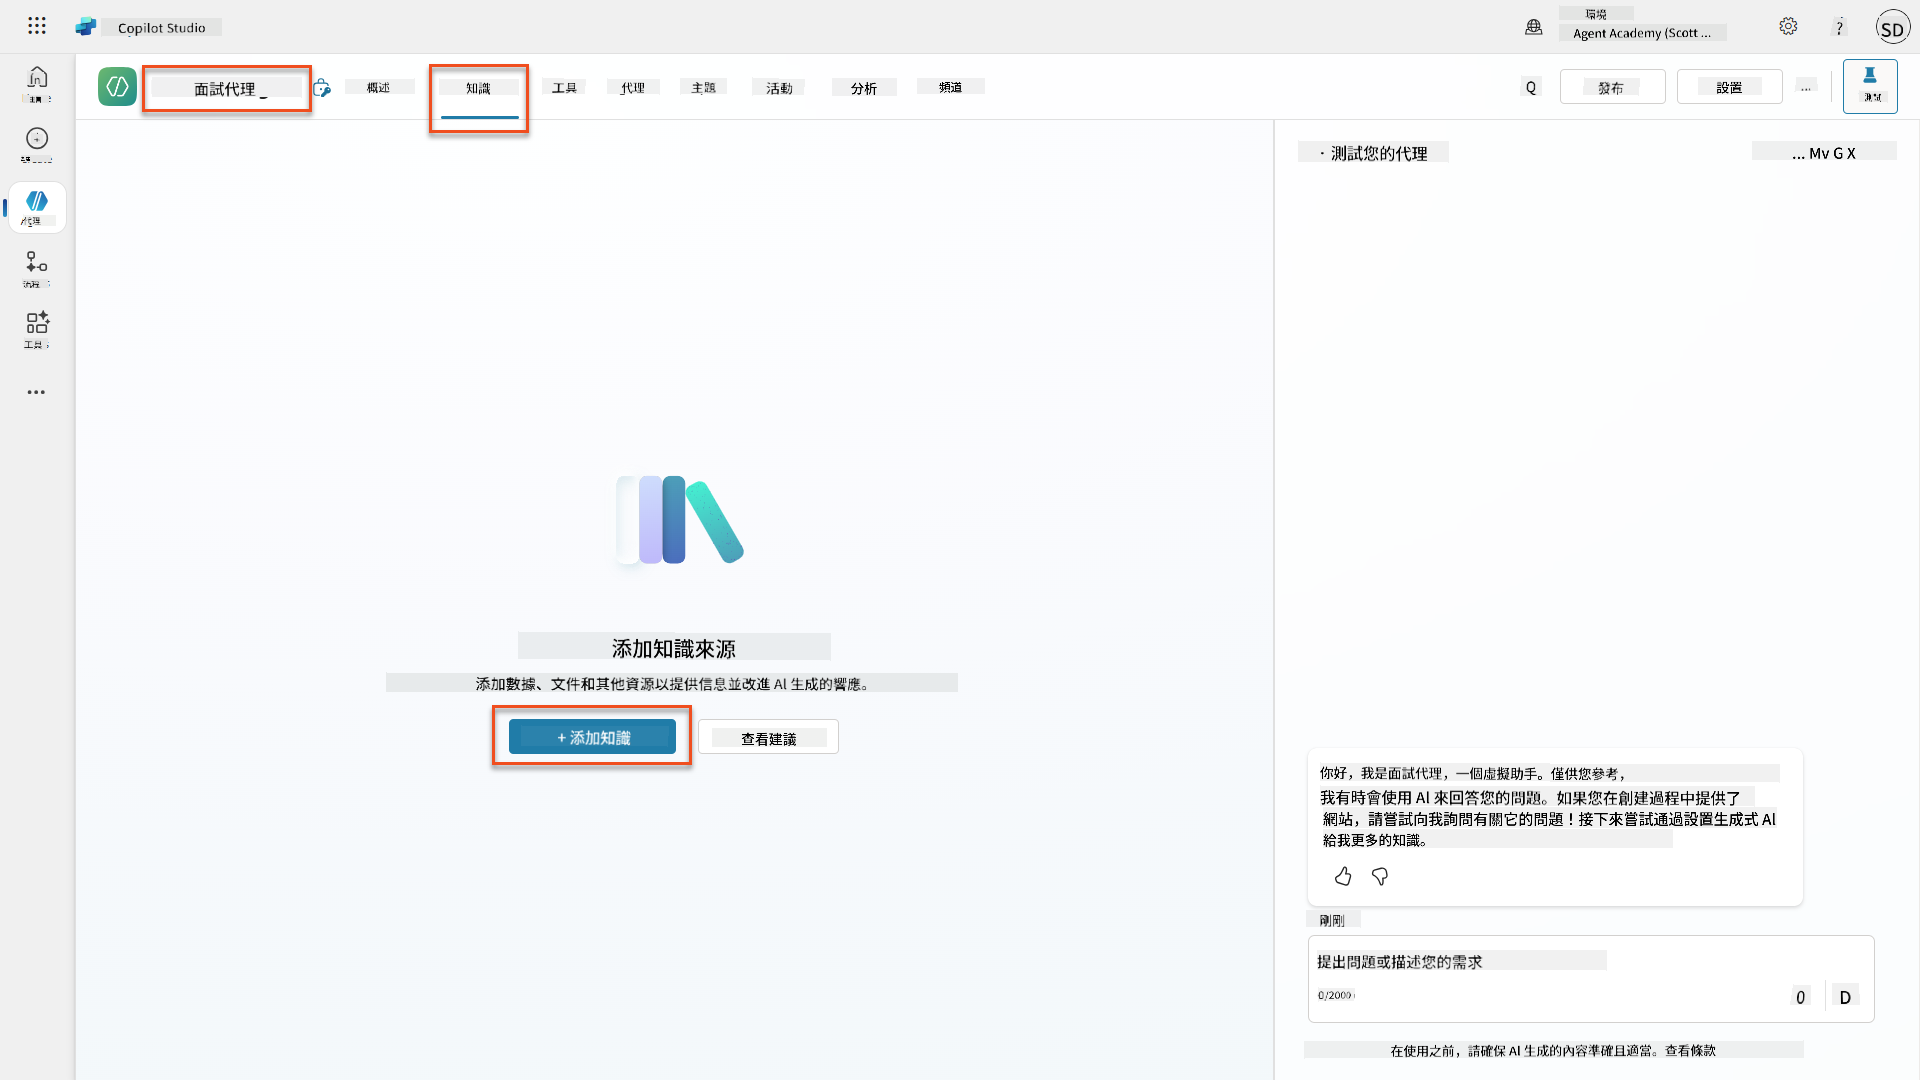 Copilot Studio
環境
Agent Academy (Scott ...
?
SD
面試代理
概述
知識
工具
代理
主題
活動
分析
頻道
Q
發布
設置
...
測試
代理
流程
工具
· 測試您的代理
... Mv G X
添加知識來源
添加數據、文件和其他資源以提供信息並改進 AI 生成的響應。
+ 添加知識
查看建議
你好，我是面試代理，一個虛擬助手。僅供您參考，
我有時會使用 AI 來回答您的問題。如果您在創建過程中提供了
網站，請嘗試向我詢問有關它的問題！接下來嘗試通過設置生成式 AI
給我更多的知識。
剛剛
提出問題或描述您的需求
0/2000
0
D
在使用之前，請確保 AI 生成的內容準確且適當。查看條款